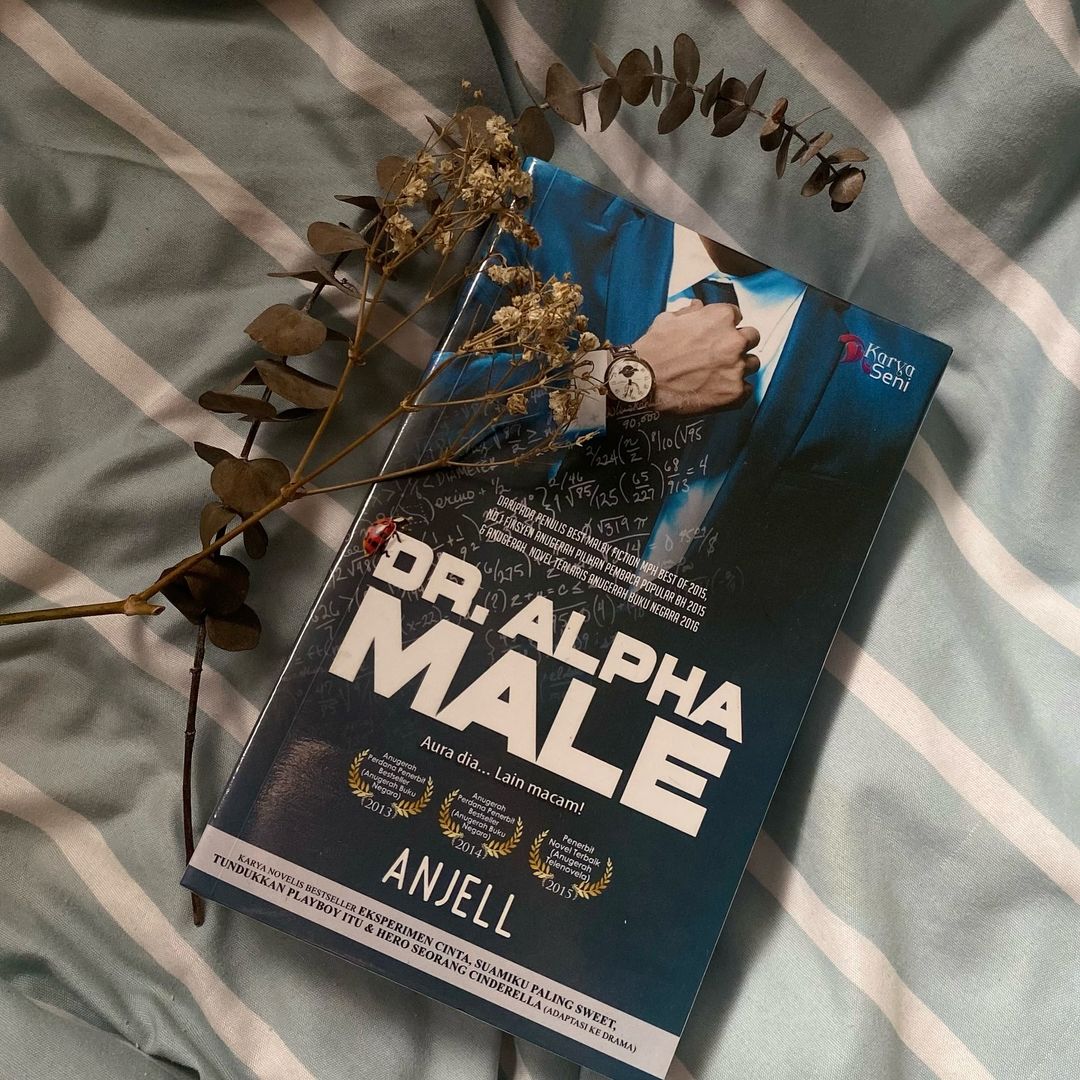 Karya
Seni
90,000
DIAMETER
DARIPADA PENULIS BEST MALAY FICTION MPH BEST OF 2015,
NO.1 FIKSYEN ANUGERAH PILIHAN PEMBACA POPULAR BH 2015
& ANUGERAH NOVEL TERLARIS ANUGERAH BUKU NEGARA 2016
DR. ALPHA
MALE
Aura dia... Lain macam!
Anugerah
Perdana Penerbit
Bestseller
(Anugerah Buku
Negara)
(2013)
Anugerah
Perdana Penerbit
Bestseller
(Anugerah Buku
Negara)
(2014)
Penerbit
Novel Terbaik
(Anugerah
Telenovela)
(2015)
ANJELL
KARYA NOVELIS BESTSELLER EKSPERIMEN CINTA, SUAMIKU PALING SWEET,
TUNDUKKAN PLAYBOY ITU & HERO SEORANG CINDERELLA (ADAPTASI KE DRAMA)